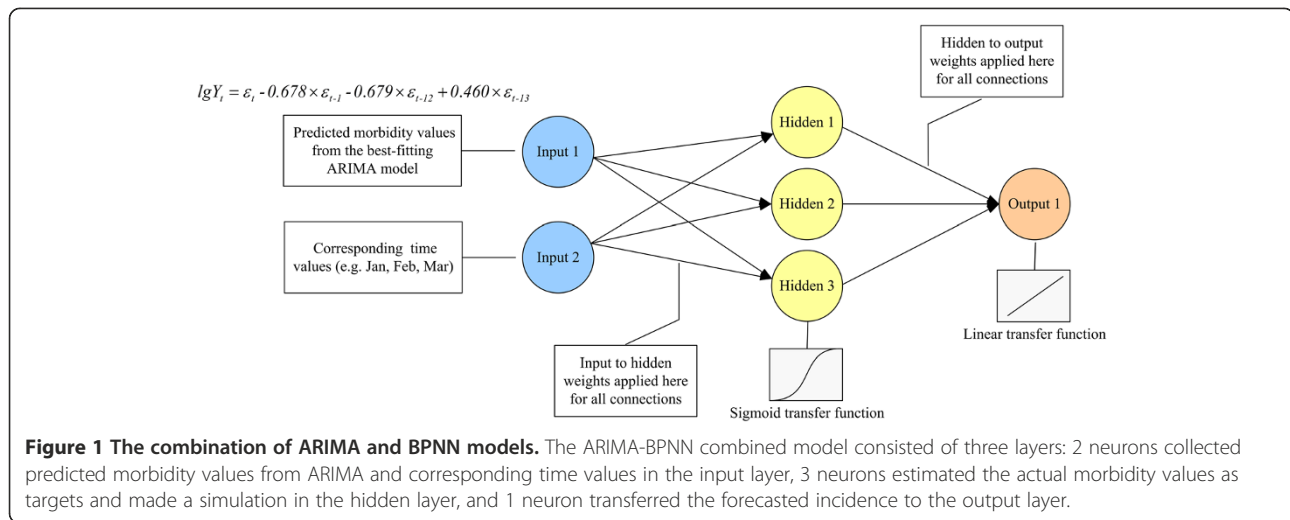 Hidden to output
weights applied here
for all connections
lgYt = εt - 0.678 × εt-1 - 0.679 × εt-12 + 0.460 × εt-13
Predicted morbidity values
from the best-fitting
ARIMA model
Input 1
Hidden 1
Hidden 2
Output 1
Corresponding time
values (e.g. Jan, Feb, Mar)
Input 2
Hidden 3
Linear transfer function
Input to hidden
weights applied here
for all connections
Sigmoid transfer function
Figure 1 The combination of ARIMA and BPNN models. The ARIMA-BPNN combined model consisted of three layers: 2 neurons collected
predicted morbidity values from ARIMA and corresponding time values in the input layer, 3 neurons estimated the actual morbidity values as
targets and made a simulation in the hidden layer, and 1 neuron transferred the forecasted incidence to the output layer.